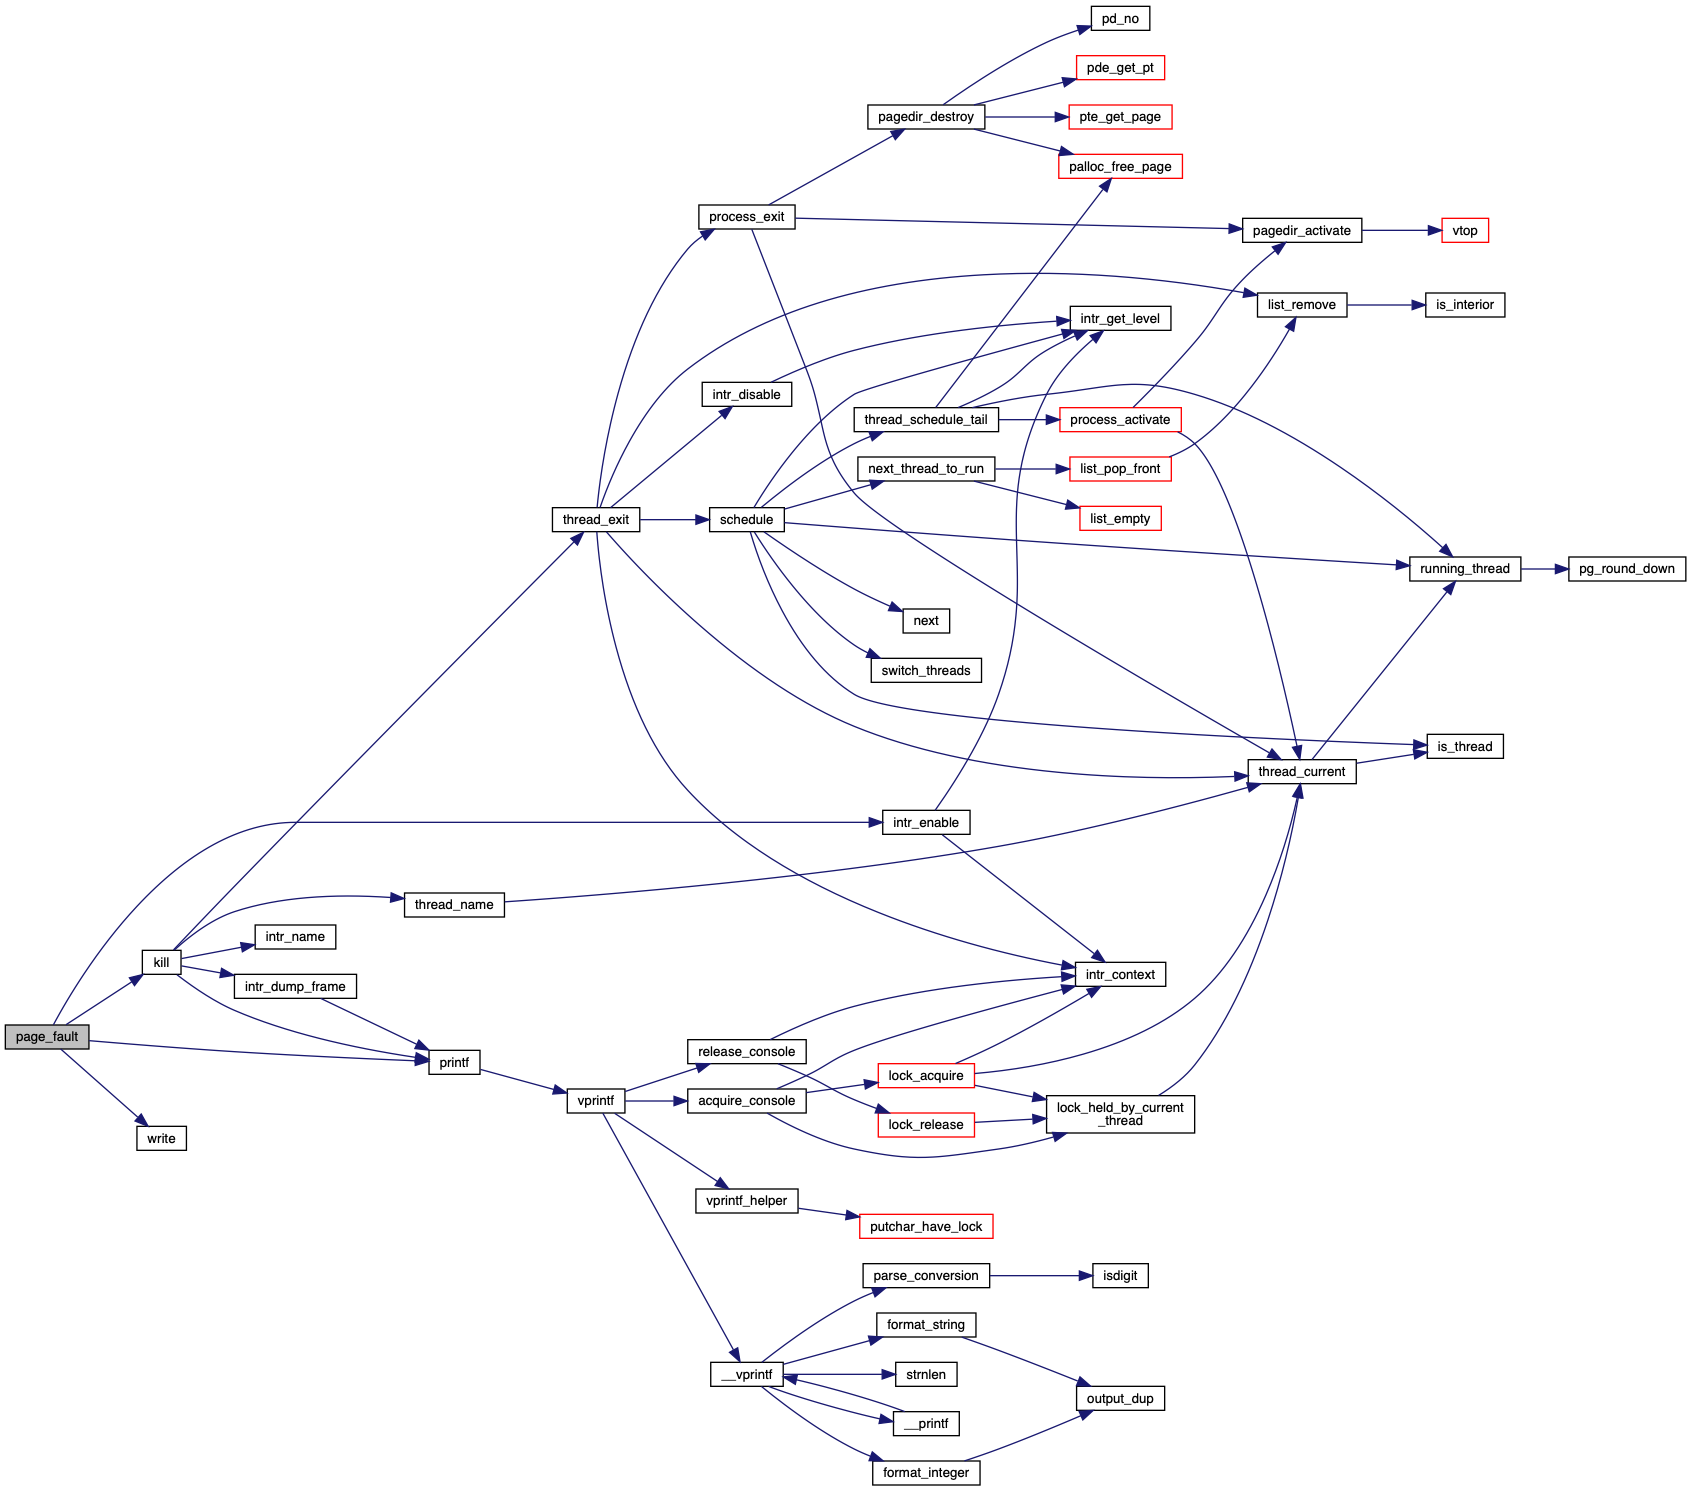 pd_no
pde_get_pt
pagedir_destroy
pte_get_page
palloc_free_page
process_exit
pagedir_activate
vtop
list_remove
is_interior
intr_get_level
intr_disable
thread_schedule_tail
process_activate
next_thread_to_run
list_pop_front
thread_exit
schedule
list_empty
running_thread
pg_round_down
next
switch_threads
is_thread
thread_current
intr_enable
thread_name
intr_name
kill
intr_context
intr_dump_frame
page_fault
printf
release_console
lock_acquire
vprintf
acquire_console
lock_held_by_current
_thread
lock_release
write
vprintf_helper
putchar_have_lock
parse_conversion
isdigit
format_string
__vprintf
strnlen
output_dup
__printf
format_integer